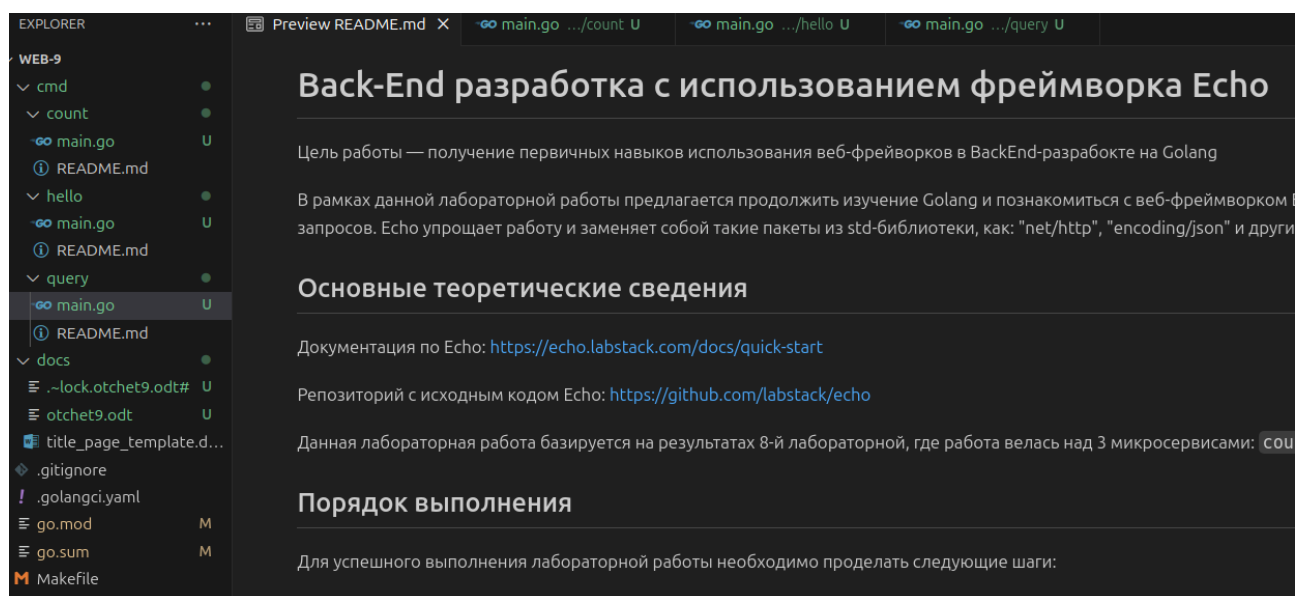 EXPLORER ...
WEB-9
cmd
count
GO main.go U
README.md
hello
GO main.go U
README.md
query
GO main.go U
README.md
docs
.~lock.otchet9.odt# U
otchet9.odt U
title_page_template.d...
.gitignore
! .golangci.yaml
go.mod M
go.sum M
M Makefile
Preview README.md X GO main.go .../count U GO main.go .../hello U GO main.go .../query U
Back-End разработка с использованием фреймворка Echo
Цель работы — получение первичных навыков использования веб-фрейворков в BackEnd-разрабокте на Golang
В рамках данной лабораторной работы предлагается продолжить изучение Golang и познакомиться с веб-фреймворком
запросов. Echo упрощает работу и заменяет собой такие пакеты из std-библиотеки, как: "net/http", "encoding/json" и други
Основные теоретические сведения
Документация по Echo: https://echo.labstack.com/docs/quick-start
Репозиторий с исходным кодом Echo: https://github.com/labstack/echo
Данная лабораторная работа базируется на результатах 8-й лабораторной, где работа велась над 3 микросервисами: cou
Порядок выполнения
Для успешного выполнения лабораторной работы необходимо проделать следующие шаги: